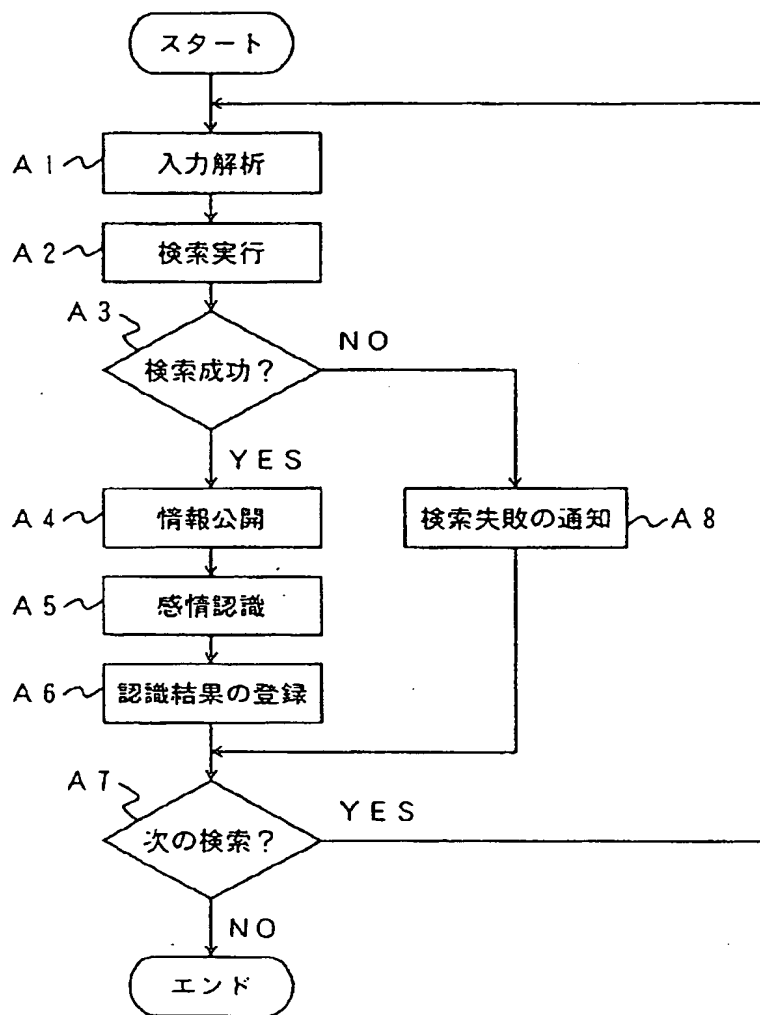 スタート
A1
入力解析
A2
検索実行
A3
検索成功?
NO
YES
A4
情報公開
検索失敗の通知
A8
A5
感情認識
A6
認識結果の登録
A7
次の検索?
YES
NO
エンド